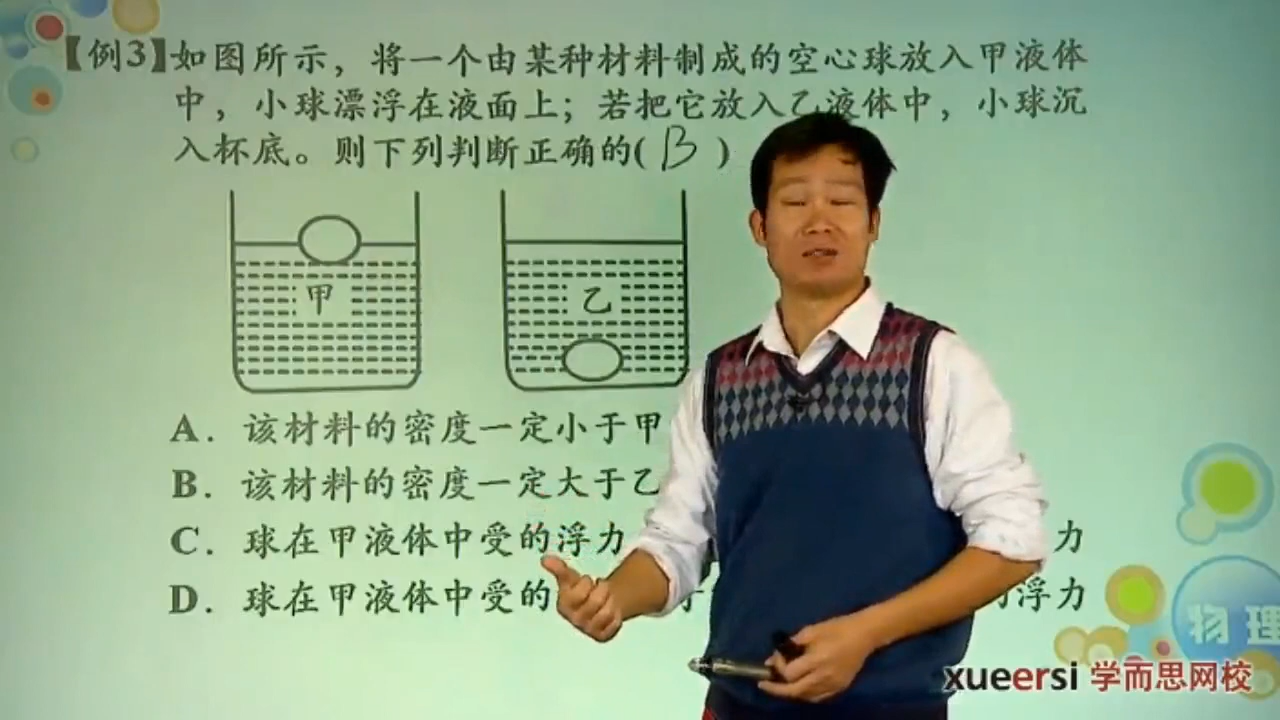 【例3】如图所示，将一个由某种材料制成的空心球放入甲液体
中，小球漂浮在液面上；若把它放入乙液体中，小球沉
入杯底。则下列判断正确的( B )
甲
乙
A. 该材料的密度一定小于甲
B. 该材料的密度一定大于乙
C. 球在甲液体中受的浮力
力
D. 球在甲液体中受的
浮力
物理
xueersi 学而思网校